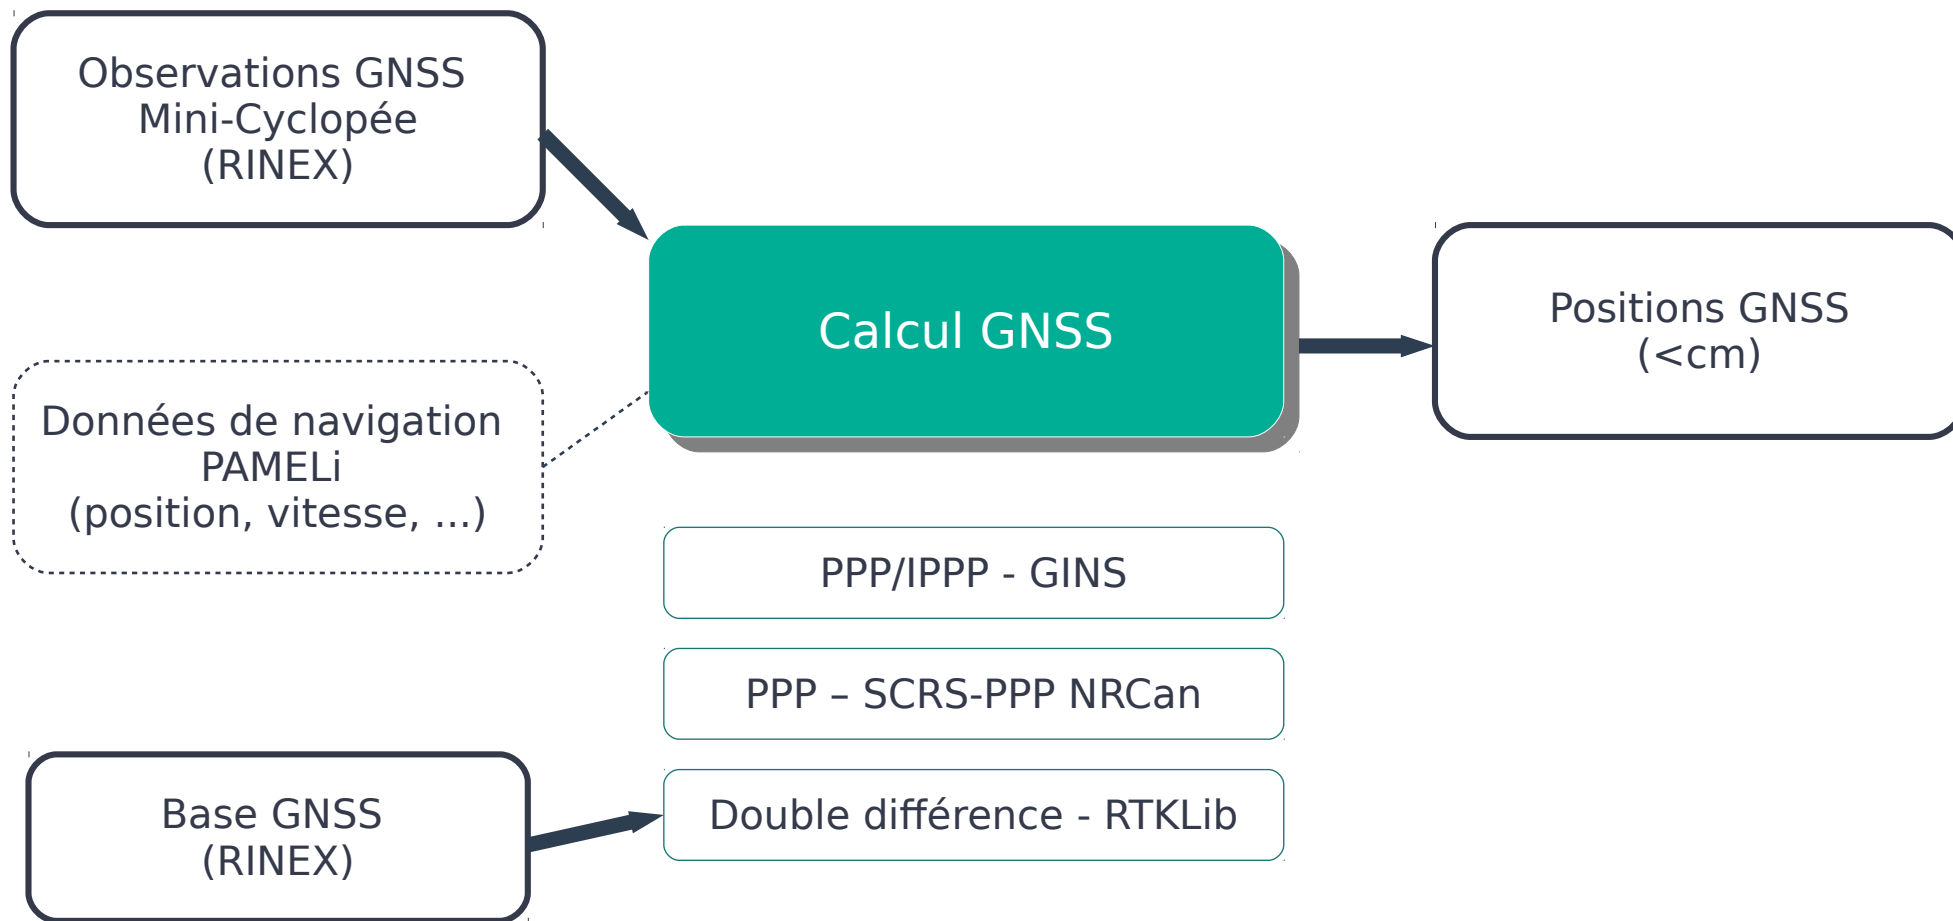 Observations GNSS
Mini-Cyclopée
(RINEX)
Calcul GNSS
Positions GNSS
(<cm)
Données de navigation
PAMELi
(position, vitesse, ...)
PPP/IPPP - GINS
PPP – SCRS-PPP NRCan
Double différence - RTKLib
Base GNSS
(RINEX)